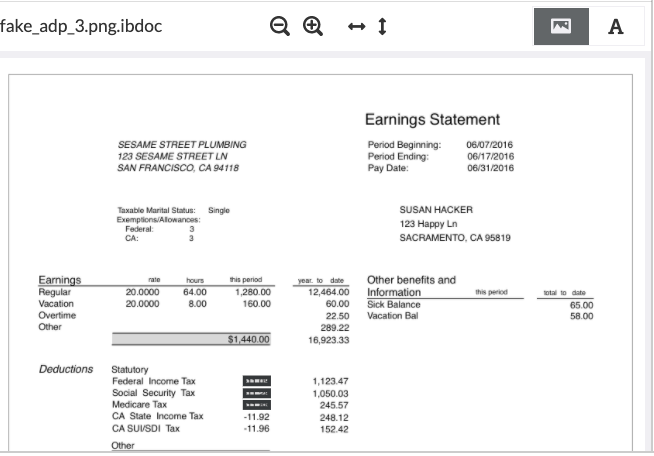 fake_adp_3.png.ibdoc
A
Earnings Statement
SESAME STREET PLUMBING
123 SESAME STREET LN
SAN FRANCISCO, CA 94118
Period Beginning: 06/07/2016
Period Ending: 06/17/2016
Pay Date: 06/31/2016
Taxable Marital Status: Single
Exemptions/Allowances:
Federal: 3
CA: 3
SUSAN HACKER
123 Happy Ln
SACRAMENTO, CA 95819
Earnings rate hours this period year to date
Regular 20.0000 64.00 1,280.00 12,464.00
Vacation 20.0000 8.00 160.00 60.00
Overtime 22.50
Other 289.22
$1,440.00 16,923.33
Other benefits and
Information this period total to date
Sick Balance 65.00
Vacation Bal 58.00
Deductions Statutory
Federal Income Tax 1,123.47
Social Security Tax 1,050.03
Medicare Tax 245.57
CA State Income Tax -11.92 248.12
CA SUI/SDI Tax -11.96 152.42
Other